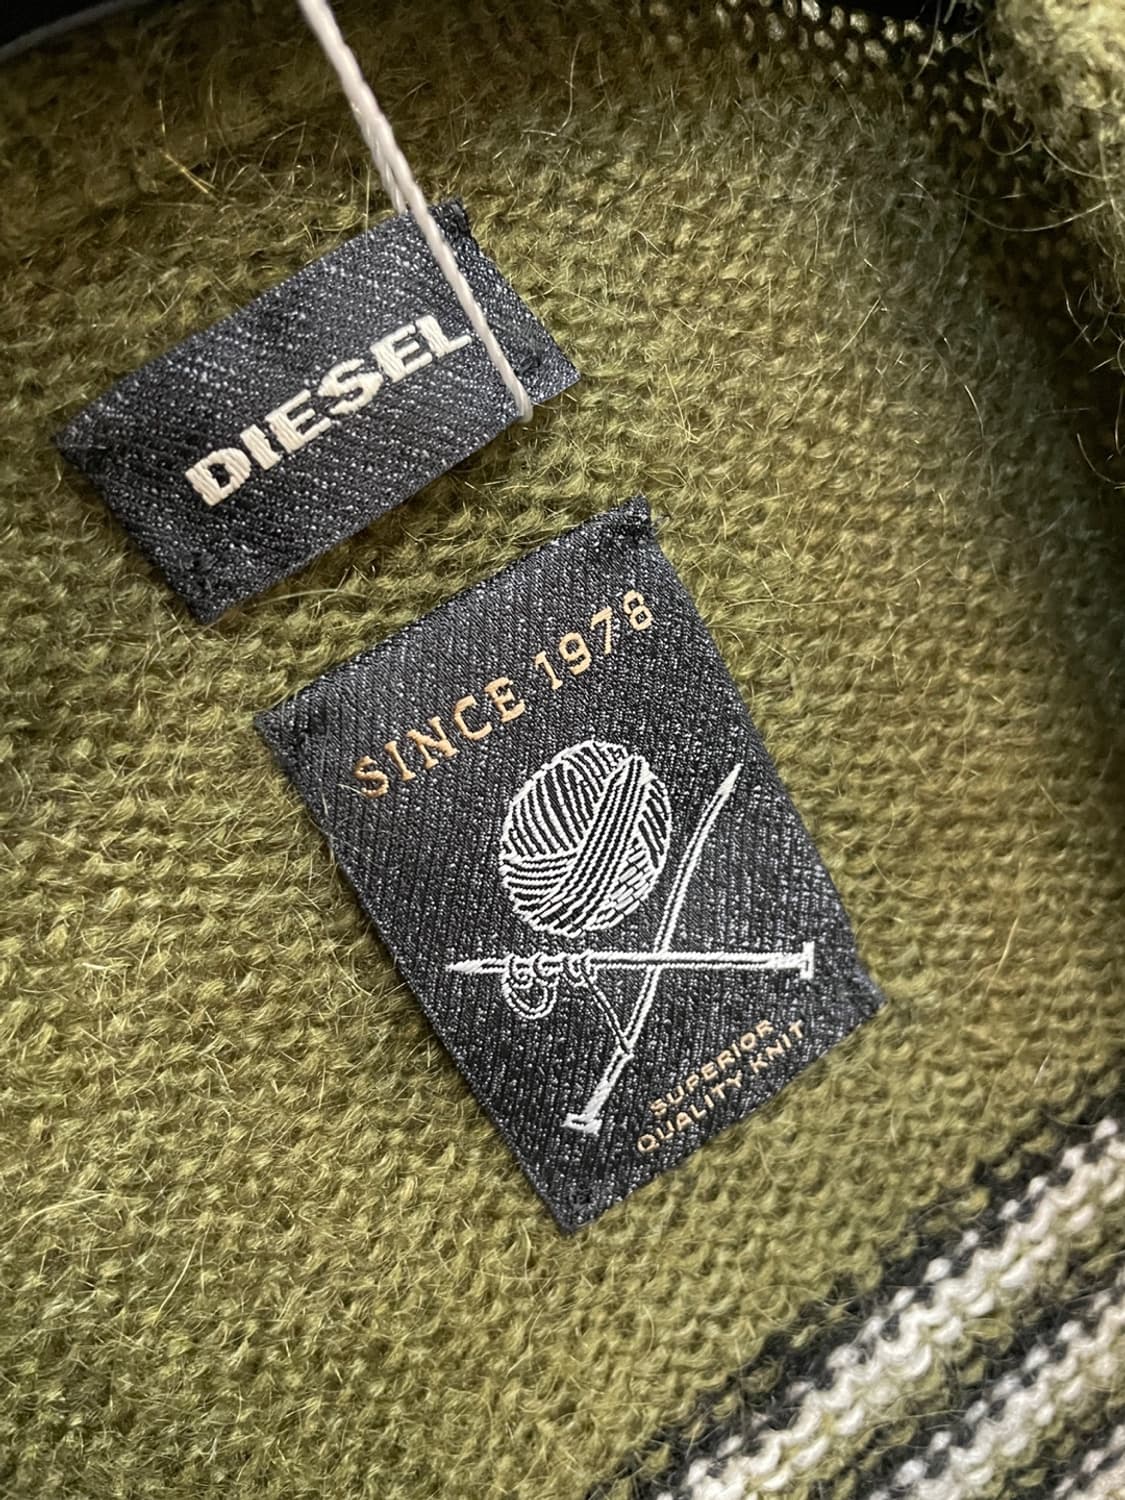 DIESEL
SINCE 1978
SUPERIOR
QUALITY KNIT